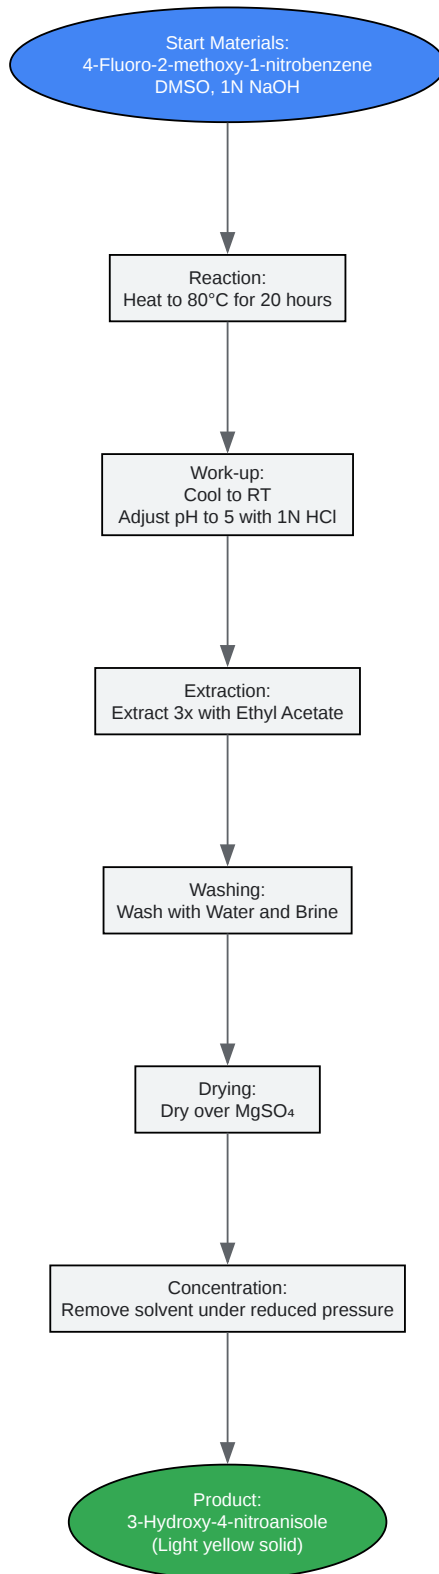 Start Materials:
4-Fluoro-2-methoxy-1-nitrobenzene
DMSO, 1N NaOH
Reaction:
Heat to 80°C for 20 hours
Work-up:
Cool to RT
Adjust pH to 5 with 1N HCl
Extraction:
Extract 3x with Ethyl Acetate
Washing:
Wash with Water and Brine
Drying:
Dry over MgSO₄
Concentration:
Remove solvent under reduced pressure
Product:
3-Hydroxy-4-nitroanisole
(Light yellow solid)